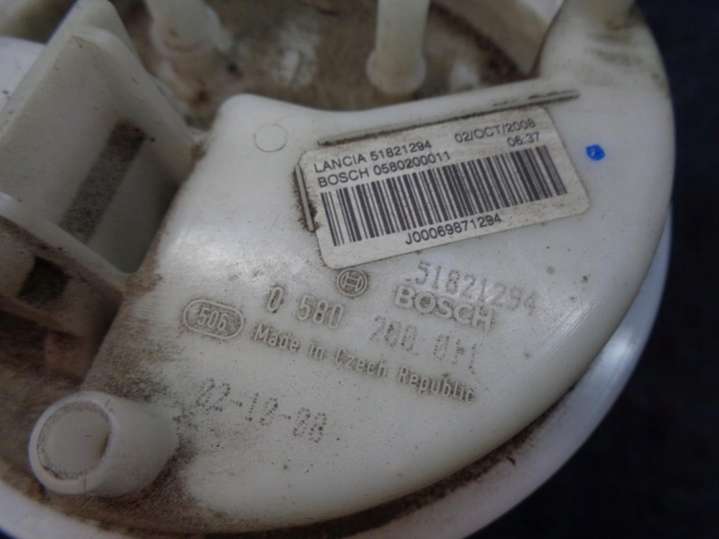 LANCIA 51821294 02/OCT/2008
BOSCH 0580200011 06:37
J00069871294
51821294
BOSCH
0 580 200 011
506 Made in Czech Republic
02-10-08